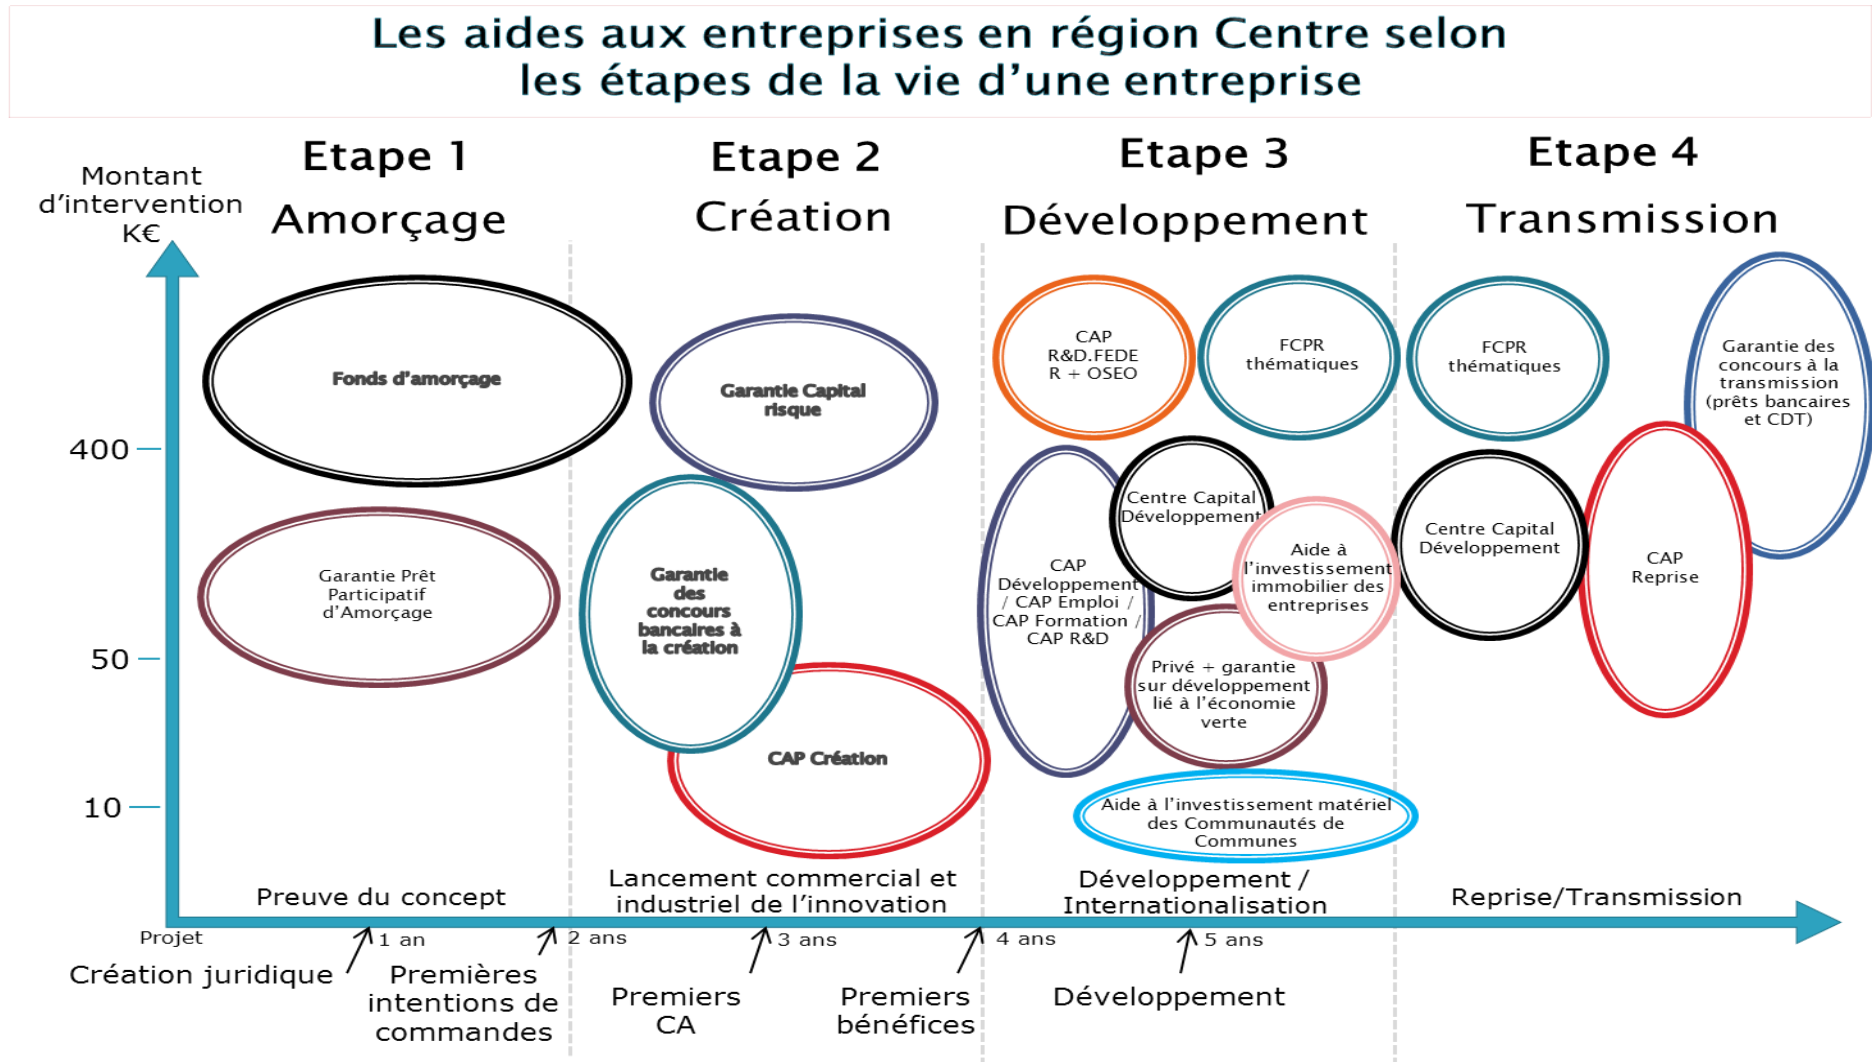 Les aides aux entreprises en région Centre selon
les étapes de la vie d’une entreprise
Etape 1
Amorçage
Etape 2
Création
Etape 3
Développement
Etape 4
Transmission
Montant
d’intervention
K€
400
50
10
Fonds d’amorçage
Garantie Prêt
Participatif
d’Amorçage
Garantie Capital
risque
Garantie
des
concours
bancaires à
la création
CAP Création
CAP
R&D.FEDE
R + OSEO
FCPR
thématiques
Centre Capital
Développement
CAP
Développement
/ CAP Emploi /
CAP Formation /
CAP R&D
Aide à
l’investissement
immobilier des
entreprises
Privé + garantie
sur développement
lié à l’économie
verte
Aide à l’investissement matériel
des Communautés de
Communes
FCPR
thématiques
Garantie des
concours à la
transmission
(prêts bancaires
et CDT)
Centre Capital
Développement
CAP
Reprise
Preuve du concept
Lancement commercial et
industriel de l’innovation
Développement /
Internationalisation
Reprise/Transmission
Projet
1 an
2 ans
3 ans
4 ans
5 ans
Création juridique
Premières
intentions de
commandes
Premiers
CA
Premiers
bénéfices
Développement